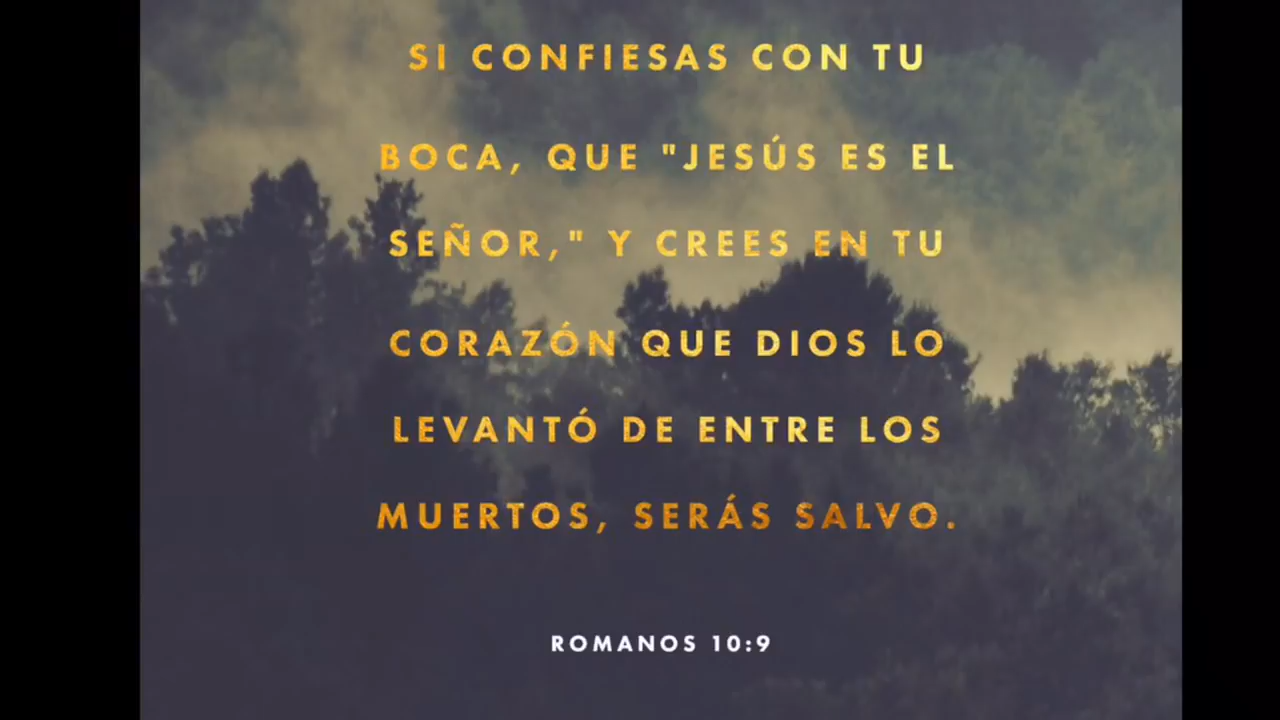 SI CONFIESAS CON TU
BOCA, QUE "JESÚS ES EL
SEÑOR," Y CREES EN TU
CORAZÓN QUE DIOS LO
LEVANTÓ DE ENTRE LOS
MUERTOS, SERÁS SALVO.
ROMANOS 10:9